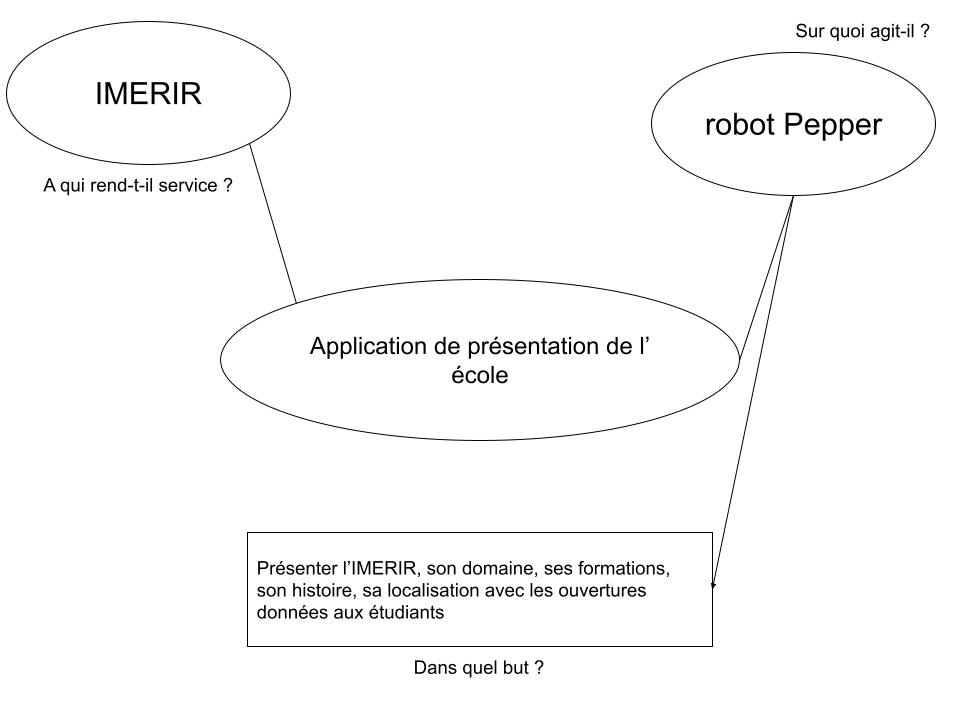 Sur quoi agit-il ?
IMERIR
robot Pepper
A qui rend-t-il service ?
Application de présentation de l’
école
Présenter l’IMERIR, son domaine, ses formations,
son histoire, sa localisation avec les ouvertures
données aux étudiants
Dans quel but ?